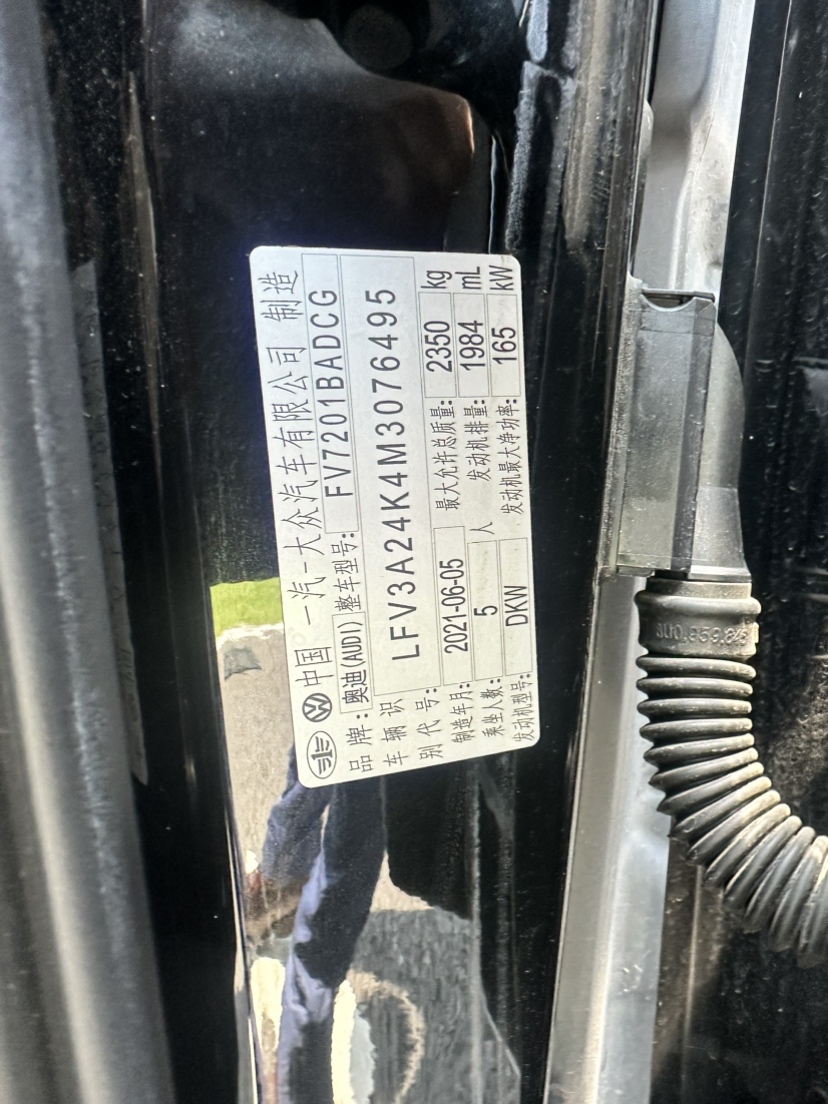 中国 一汽-大众汽车有限公司 制造
品牌: 奥迪(AUDI) 整车型号: FV7201BADCG
车辆识别代号: LFV3A24K4M3076495
制造年月: 2021-06-05 最大允许总质量: 2350 kg
乘坐人数: 5 人 发动机排量: 1984 mL
发动机型号: DKW 发动机最大净功率: 165 kW